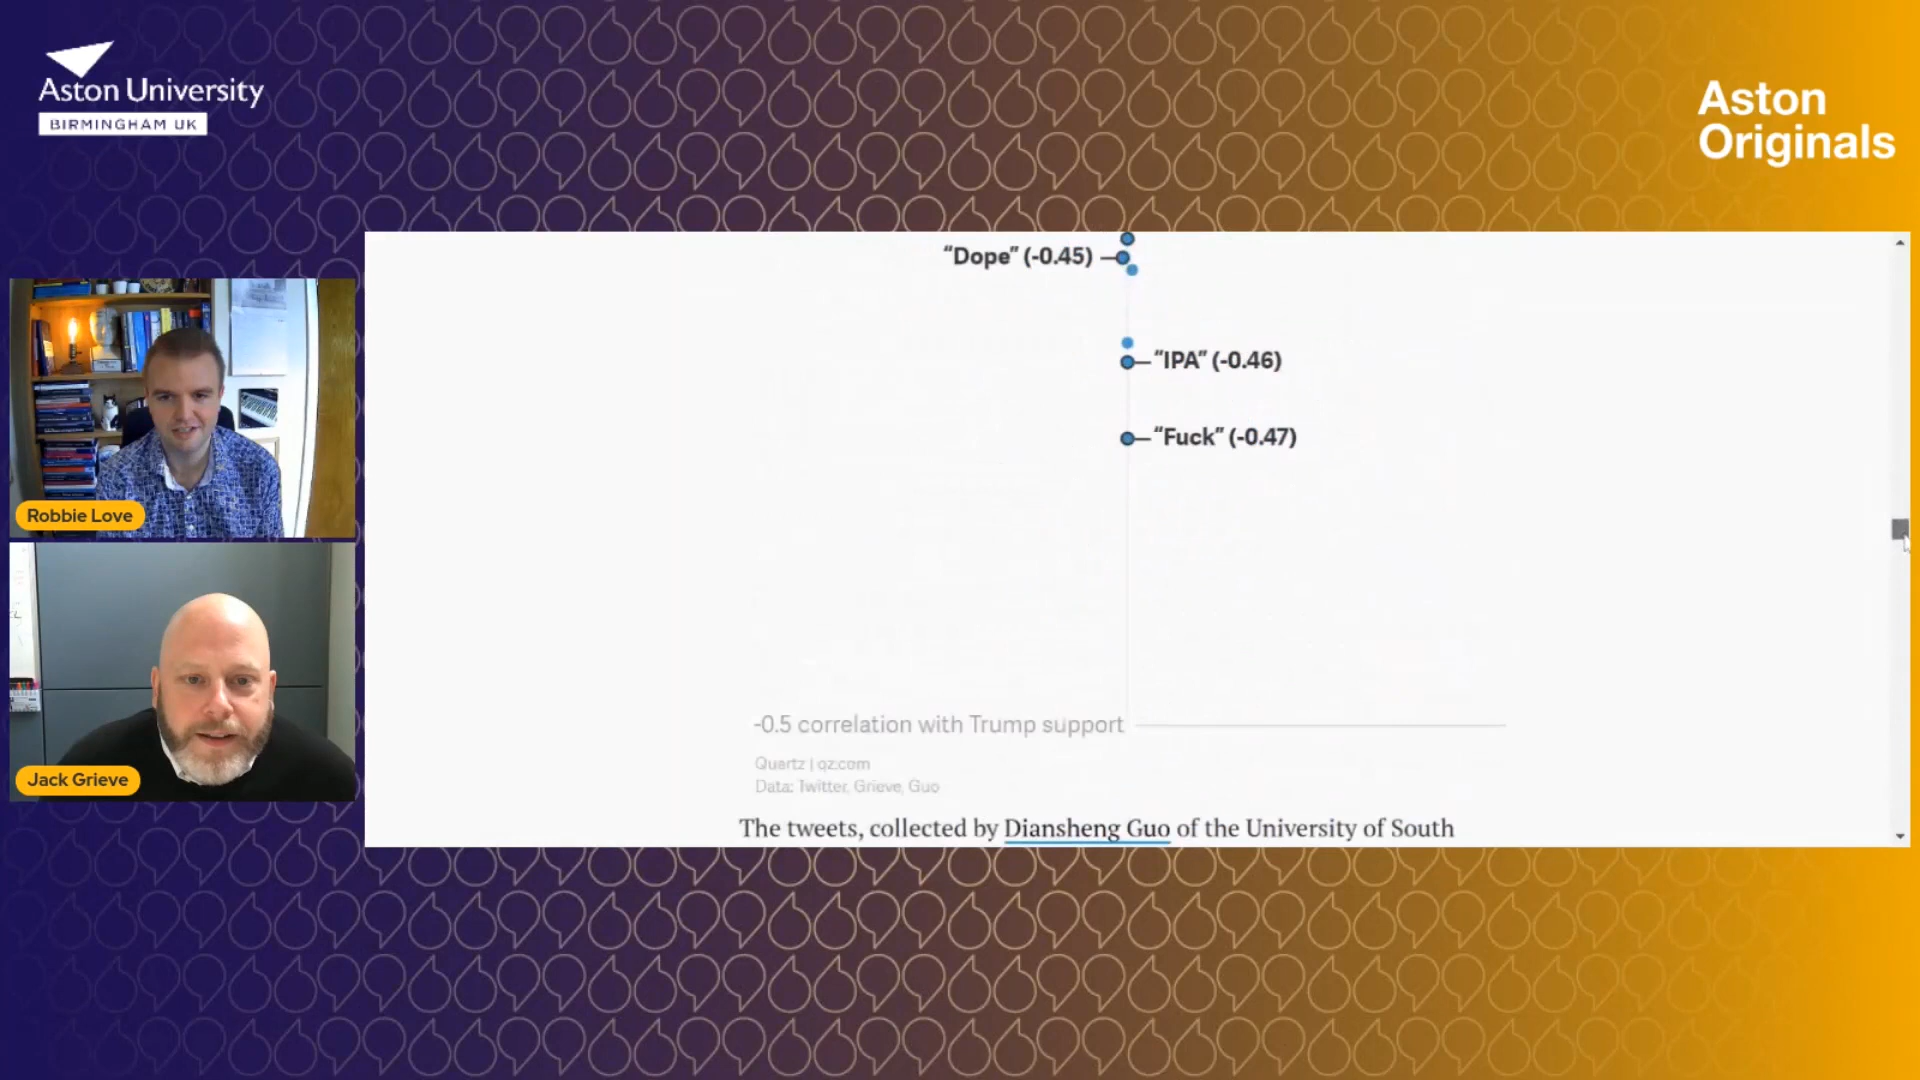 Aston University
BIRMINGHAM UK
Aston
Originals
Robbie Love
Jack Grieve
“Dope” (-0.45)
“IPA” (-0.46)
“Fuck” (-0.47)
-0.5 correlation with Trump support
Quartz | qz.com
Data: Twitter, Grieve, Guo
The tweets, collected by Diansheng Guo of the University of South